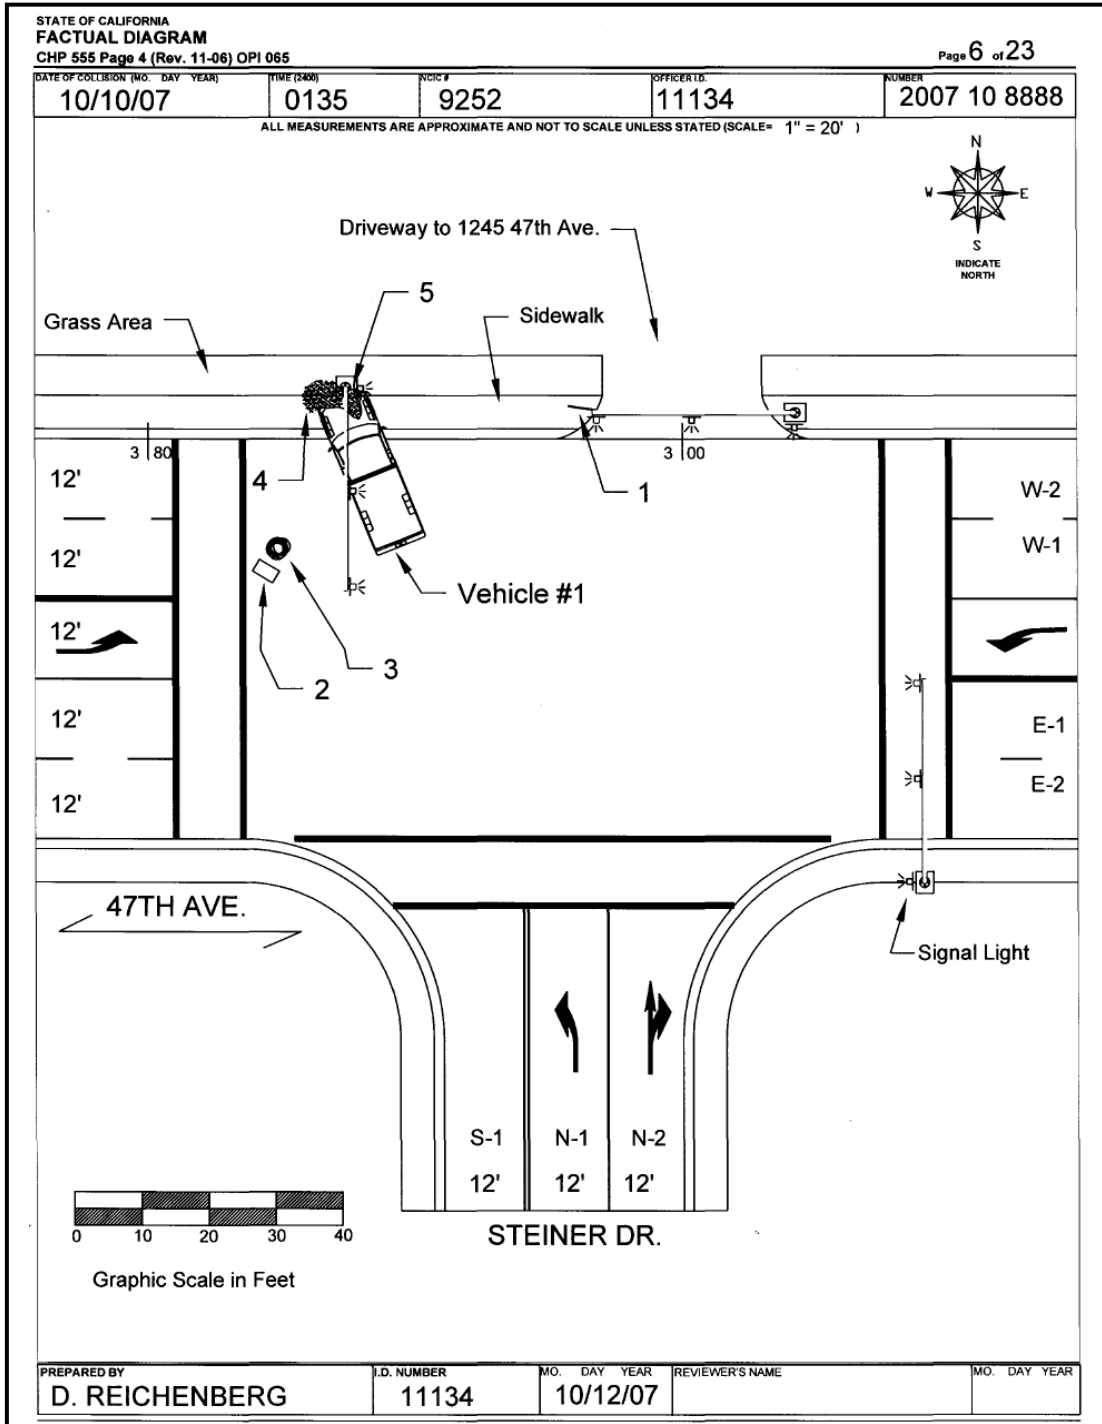 STATE OF CALIFORNIA
FACTUAL DIAGRAM
CHP 555 Page 4 (Rev. 11-06) OPI 065
Page 6 of 23
DATE OF COLLISION (MO. DAY YEAR) TIME (2400) NCIC # OFFICER I.D. NUMBER
10/10/07 0135 9252 11134 2007 10 8888
ALL MEASUREMENTS ARE APPROXIMATE AND NOT TO SCALE UNLESS STATED (SCALE= 1" = 20' )
N
W E
S
INDICATE
NORTH
Driveway to 1245 47th Ave.
5
Grass Area
Sidewalk
3 80
3 00
4
1
12'
W-2
12'
W-1
Vehicle #1
12'
3
2
12'
E-1
12'
E-2
47TH AVE.
Signal Light
S-1 N-1 N-2
12' 12' 12'
STEINER DR.
0 10 20 30 40
Graphic Scale in Feet
PREPARED BY I.D. NUMBER MO. DAY YEAR REVIEWER'S NAME MO. DAY YEAR
D. REICHENBERG 11134 10/12/07